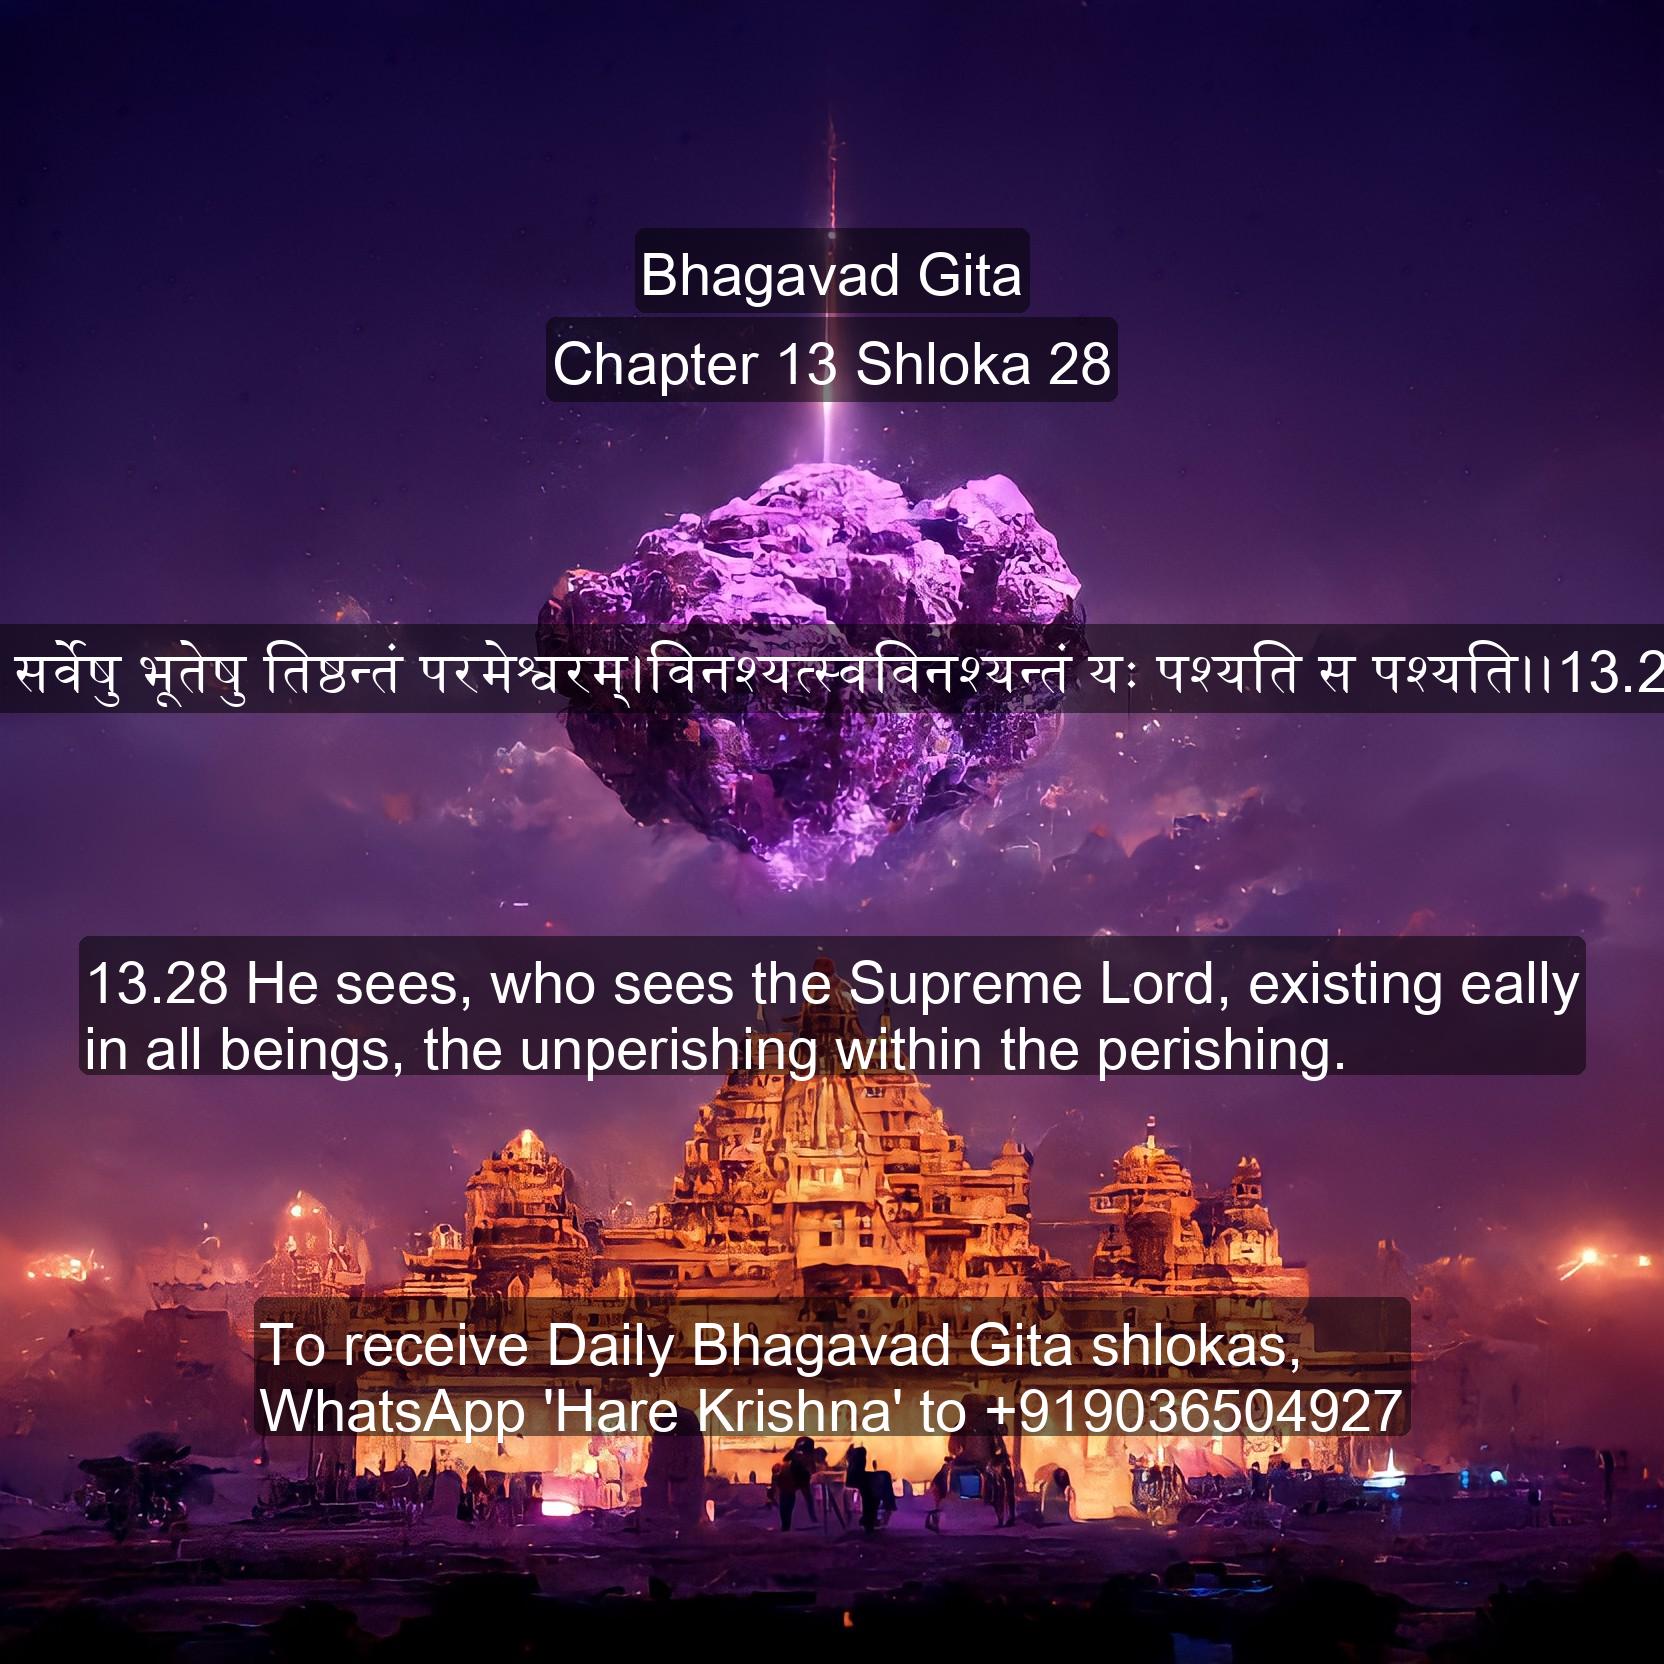 Bhagavad Gita
Chapter 13 Shloka 28
सर्वेषु भूतेषु तिष्ठन्तं परमेश्वरम्।विनश्यत्स्वविनश्यन्तं यः पश्यति स पश्यति।।13.2
13.28 He sees, who sees the Supreme Lord, existing eally
in all beings, the unperishing within the perishing.
To receive Daily Bhagavad Gita shlokas,
WhatsApp 'Hare Krishna' to +919036504927